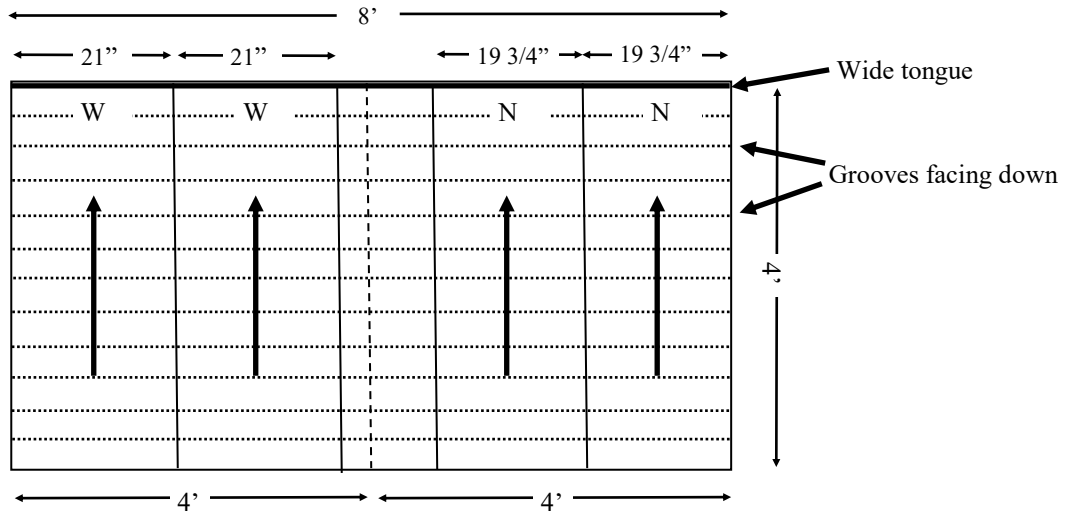 8’
21” 21” 19 3/4” 19 3/4”
Wide tongue
W W N N
Grooves facing down
4’
4’ 4’